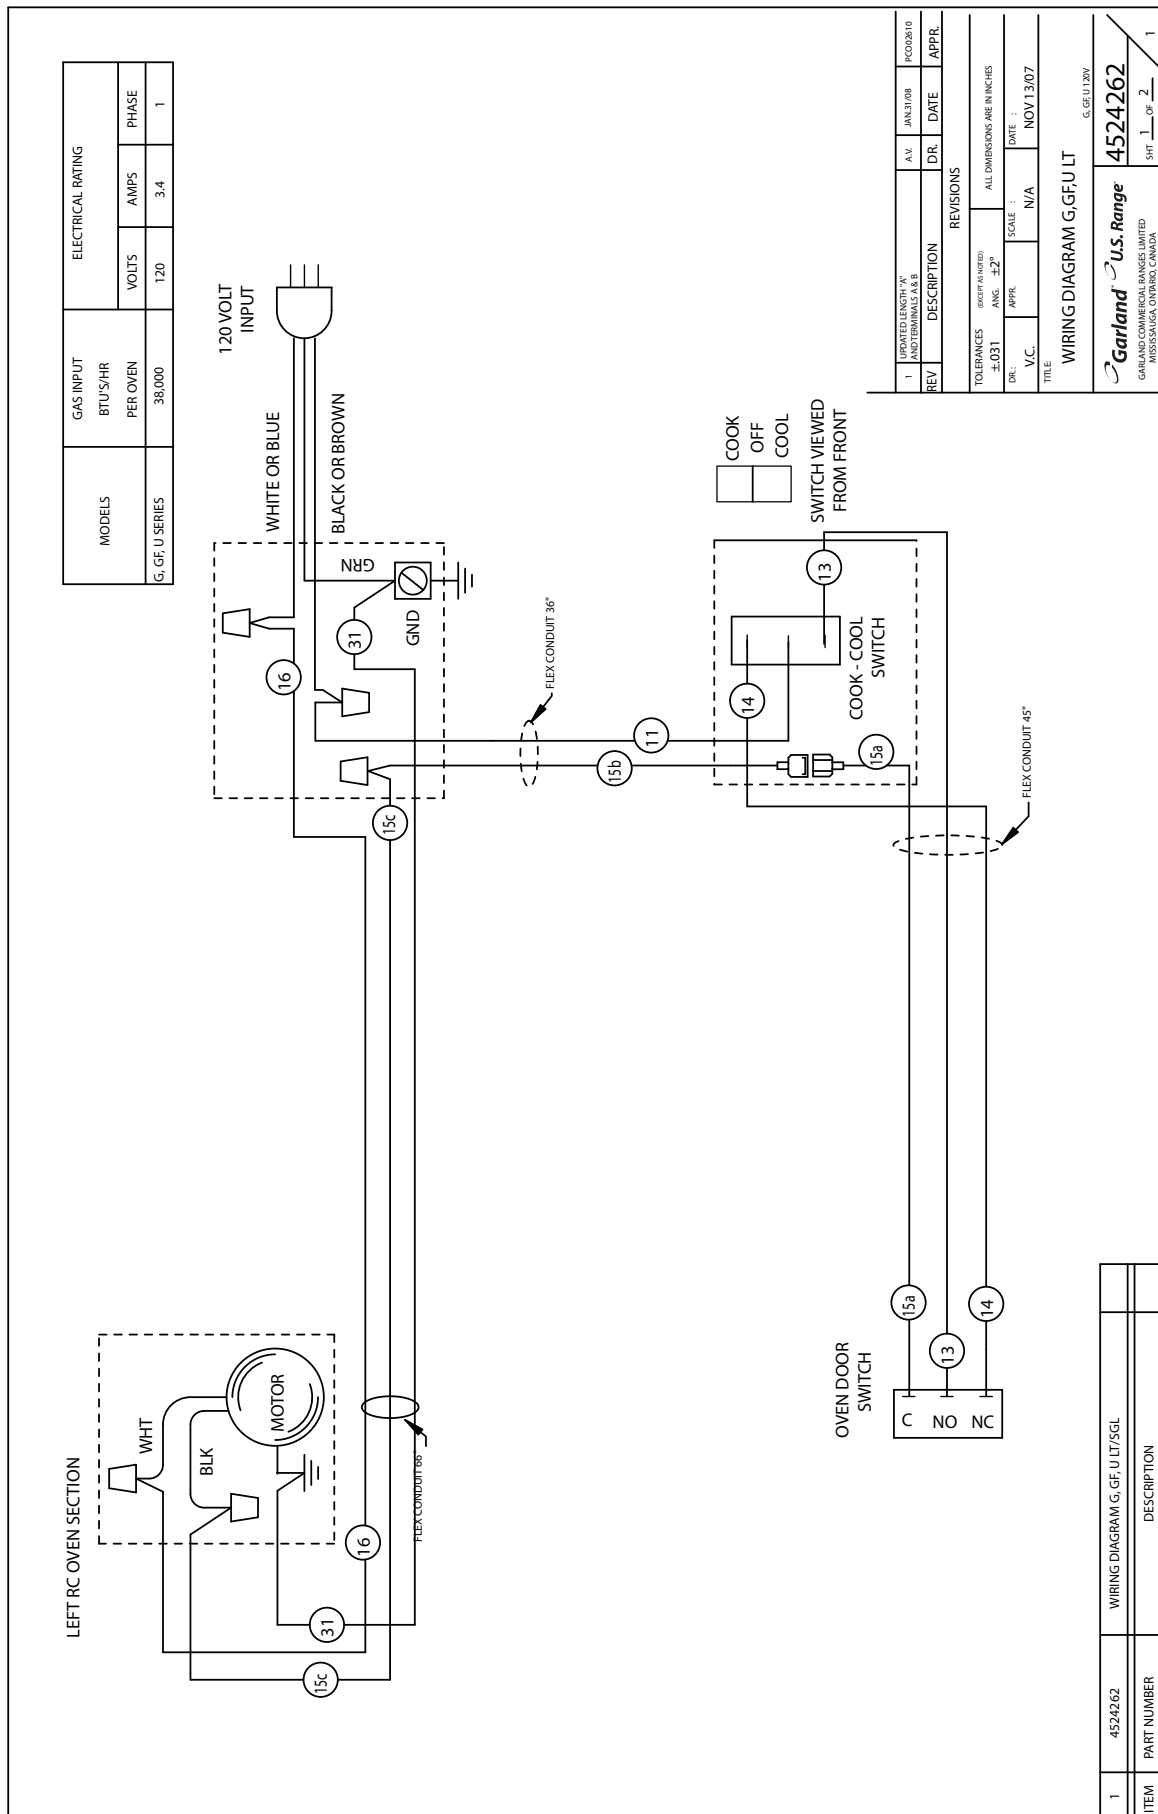 MODELS
GAS INPUT
BTU'S/HR
PER OVEN
ELECTRICAL RATING
VOLTS
AMPS
PHASE
G, GF, U SERIES
38,000
120
3.4
1
LEFT RC OVEN SECTION
WHT
BLK
MOTOR
16
31
15c
FLEX CONDUIT 66"
120 VOLT
INPUT
WHITE OR BLUE
BLACK OR BROWN
GRN
GND
16
31
15c
FLEX CONDUIT 36"
11
15b
COOK
OFF
COOL
SWITCH VIEWED
FROM FRONT
13
14
15a
COOK - COOL
SWITCH
FLEX CONDUIT 45"
OVEN DOOR
SWITCH
C
NO
NC
15a
13
14
1
UPDATED LENGTH "A"
AND TERMINALS A & B
A.V.
JAN.31/08
PCO02610
REV
DESCRIPTION
DR.
DATE
APPR.
REVISIONS
TOLERANCES (EXCEPT AS NOTED)
±.031 ANG. ±2°
ALL DIMENSIONS ARE IN INCHES
DR.: V.C.
APPR.
SCALE : N/A
DATE : NOV 13/07
TITLE:
WIRING DIAGRAM G,GF,U LT
G, GF, U 120V
Garland U.S. Range
GARLAND COMMERCIAL RANGES LIMITED
MISSISSAUGA, ONTARIO, CANADA
4524262
SHT 1 OF 2
1
1
4524262
WIRING DIAGRAM G, GF, U LT/SGL
ITEM
PART NUMBER
DESCRIPTION